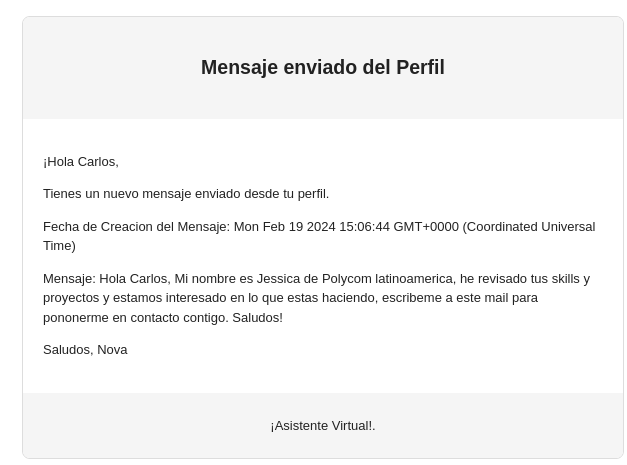 Mensaje enviado del Perfil
¡Hola Carlos,
Tienes un nuevo mensaje enviado desde tu perfil.
Fecha de Creacion del Mensaje: Mon Feb 19 2024 15:06:44 GMT+0000 (Coordinated Universal
Time)
Mensaje: Hola Carlos, Mi nombre es Jessica de Polycom latinoamerica, he revisado tus skills y
proyectos y estamos interesado en lo que estas haciendo, escribeme a este mail para
pononerme en contacto contigo. Saludos!
Saludos, Nova
¡Asistente Virtual!.